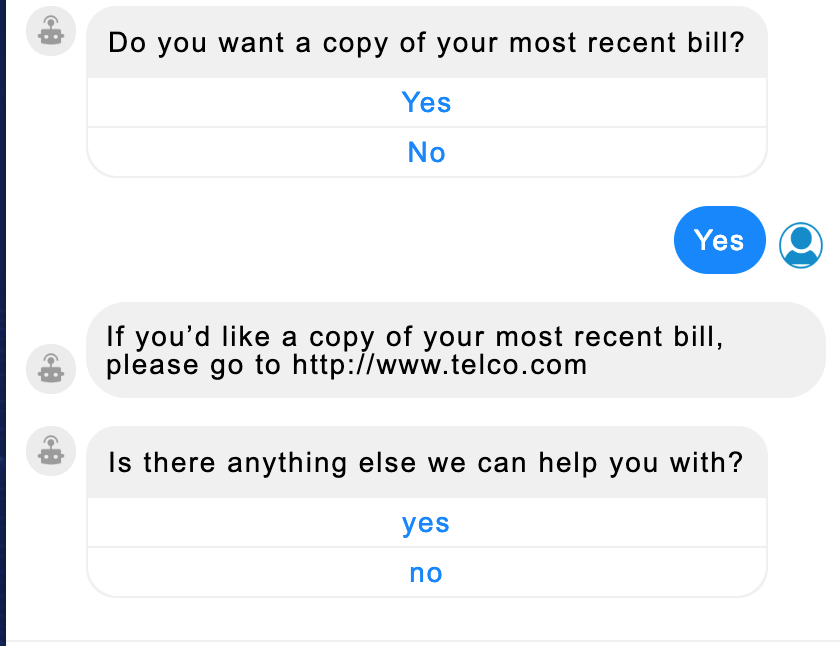 Do you want a copy of your most recent bill?
Yes
No
Yes
If you’d like a copy of your most recent bill,
please go to http://www.telco.com
Is there anything else we can help you with?
yes
no